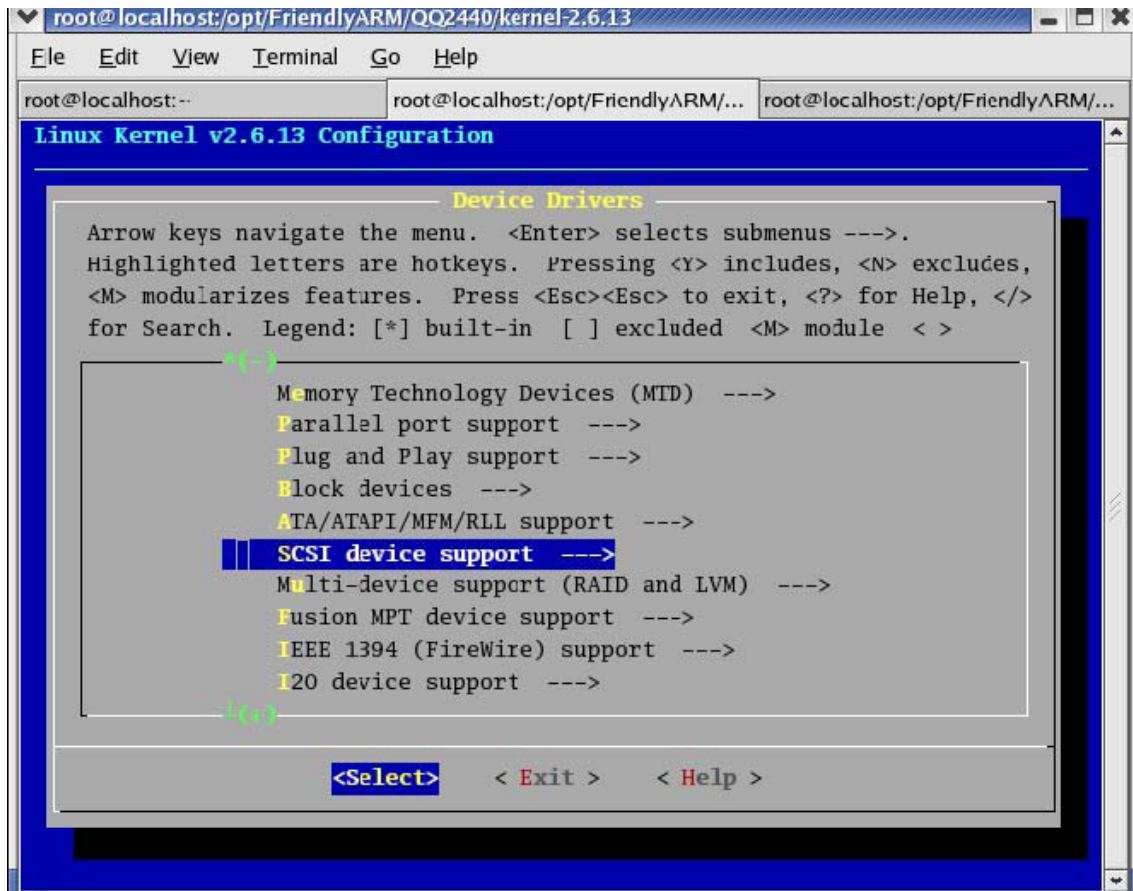 root@localhost:/opt/FriendlyARM/QQ2440/kernel-2.6.13
File Edit View Terminal Go Help
root@localhost:~ root@localhost:/opt/FriendlyARM/... root@localhost:/opt/FriendlyARM/...
Linux Kernel v2.6.13 Configuration
Device Drivers
Arrow keys navigate the menu. <Enter> selects submenus --->.
Highlighted letters are hotkeys. Pressing <Y> includes, <N> excludes,
<M> modularizes features. Press <Esc><Esc> to exit, <?> for Help, </>
for Search. Legend: [*] built-in [ ] excluded <M> module < >
^(-)
Memory Technology Devices (MTD) --->
Parallel port support --->
Plug and Play support --->
Block devices --->
ATA/ATAPI/MFM/RLL support --->
SCSI device support --->
Multi-device support (RAID and LVM) --->
Fusion MPT device support --->
IEEE 1394 (FireWire) support --->
I2O device support --->
(+)
<Select> < Exit > < Help >